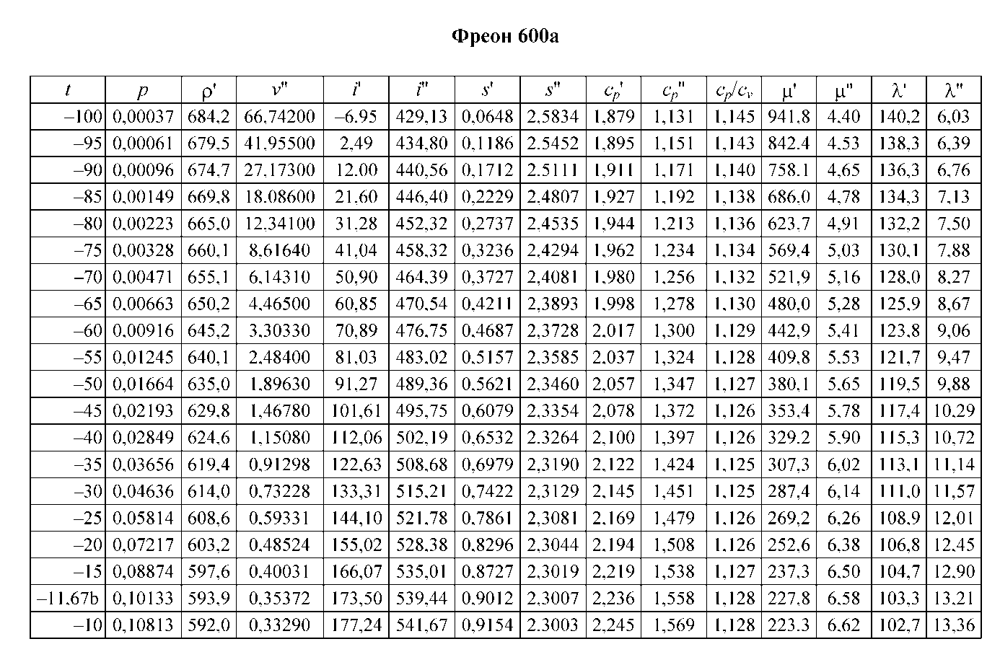 Фреон 600a
t p ρ' v" i' i" s' s" cp' cp" cp/cv μ' μ" λ' λ"
–100 0,00037 684,2 66,74200 –6,95 429,13 0,0648 2,5834 1,879 1,131 1,145 941,8 4,40 140,2 6,03
–95 0,00061 679,5 41,95500 2,49 434,80 0,1186 2,5452 1,895 1,151 1,143 842,4 4,53 138,3 6,39
–90 0,00096 674,7 27,17300 12,00 440,56 0,1712 2,5111 1,911 1,171 1,140 758,1 4,65 136,3 6,76
–85 0,00149 669,8 18,08600 21,60 446,40 0,2229 2,4807 1,927 1,192 1,138 686,0 4,78 134,3 7,13
–80 0,00223 665,0 12,34100 31,28 452,32 0,2737 2,4535 1,944 1,213 1,136 623,7 4,91 132,2 7,50
–75 0,00328 660,1 8,61640 41,04 458,32 0,3236 2,4294 1,962 1,234 1,134 569,4 5,03 130,1 7,88
–70 0,00471 655,1 6,14310 50,90 464,39 0,3727 2,4081 1,980 1,256 1,132 521,9 5,16 128,0 8,27
–65 0,00663 650,2 4,46500 60,85 470,54 0,4211 2,3893 1,998 1,278 1,130 480,0 5,28 125,9 8,67
–60 0,00916 645,2 3,30330 70,89 476,75 0,4687 2,3728 2,017 1,300 1,129 442,9 5,41 123,8 9,06
–55 0,01245 640,1 2,48400 81,03 483,02 0,5157 2,3585 2,037 1,324 1,128 409,8 5,53 121,7 9,47
–50 0,01664 635,0 1,89630 91,27 489,36 0,5621 2,3460 2,057 1,347 1,127 380,1 5,65 119,5 9,88
–45 0,02193 629,8 1,46780 101,61 495,75 0,6079 2,3354 2,078 1,372 1,126 353,4 5,78 117,4 10,29
–40 0,02849 624,6 1,15080 112,06 502,19 0,6532 2,3264 2,100 1,397 1,126 329,2 5,90 115,3 10,72
–35 0,03656 619,4 0,91298 122,63 508,68 0,6979 2,3190 2,122 1,424 1,125 307,3 6,02 113,1 11,14
–30 0,04636 614,0 0,73228 133,31 515,21 0,7422 2,3129 2,145 1,451 1,125 287,4 6,14 111,0 11,57
–25 0,05814 608,6 0,59331 144,10 521,78 0,7861 2,3081 2,169 1,479 1,126 269,2 6,26 108,9 12,01
–20 0,07217 603,2 0,48524 155,02 528,38 0,8296 2,3044 2,194 1,508 1,126 252,6 6,38 106,8 12,45
–15 0,08874 597,6 0,40031 166,07 535,01 0,8727 2,3019 2,219 1,538 1,127 237,3 6,50 104,7 12,90
–11,67b 0,10133 593,9 0,35372 173,50 539,44 0,9012 2,3007 2,236 1,558 1,128 227,8 6,58 103,3 13,21
–10 0,10813 592,0 0,33290 177,24 541,67 0,9154 2,3003 2,245 1,569 1,128 223,3 6,62 102,7 13,36